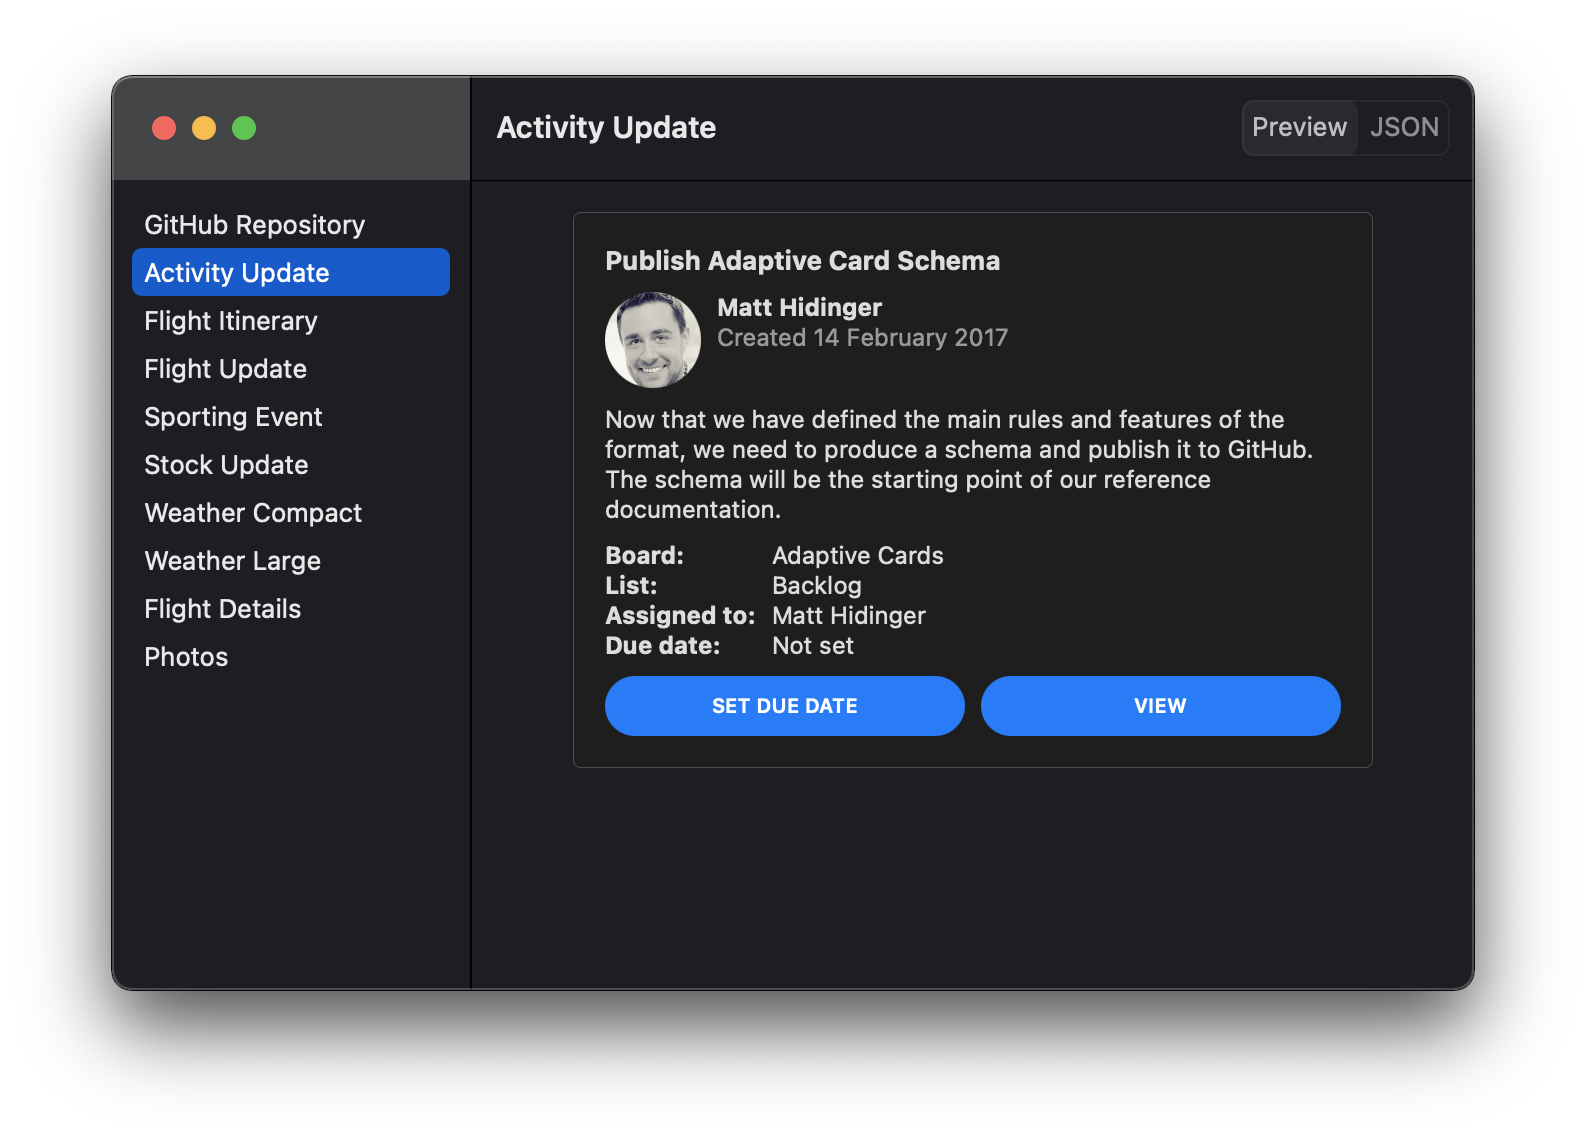 Activity Update
Preview JSON
GitHub Repository
Activity Update
Flight Itinerary
Flight Update
Sporting Event
Stock Update
Weather Compact
Weather Large
Flight Details
Photos
Publish Adaptive Card Schema
Matt Hidinger
Created 14 February 2017
Now that we have defined the main rules and features of the
format, we need to produce a schema and publish it to GitHub.
The schema will be the starting point of our reference
documentation.
Board: Adaptive Cards
List: Backlog
Assigned to: Matt Hidinger
Due date: Not set
SET DUE DATE VIEW